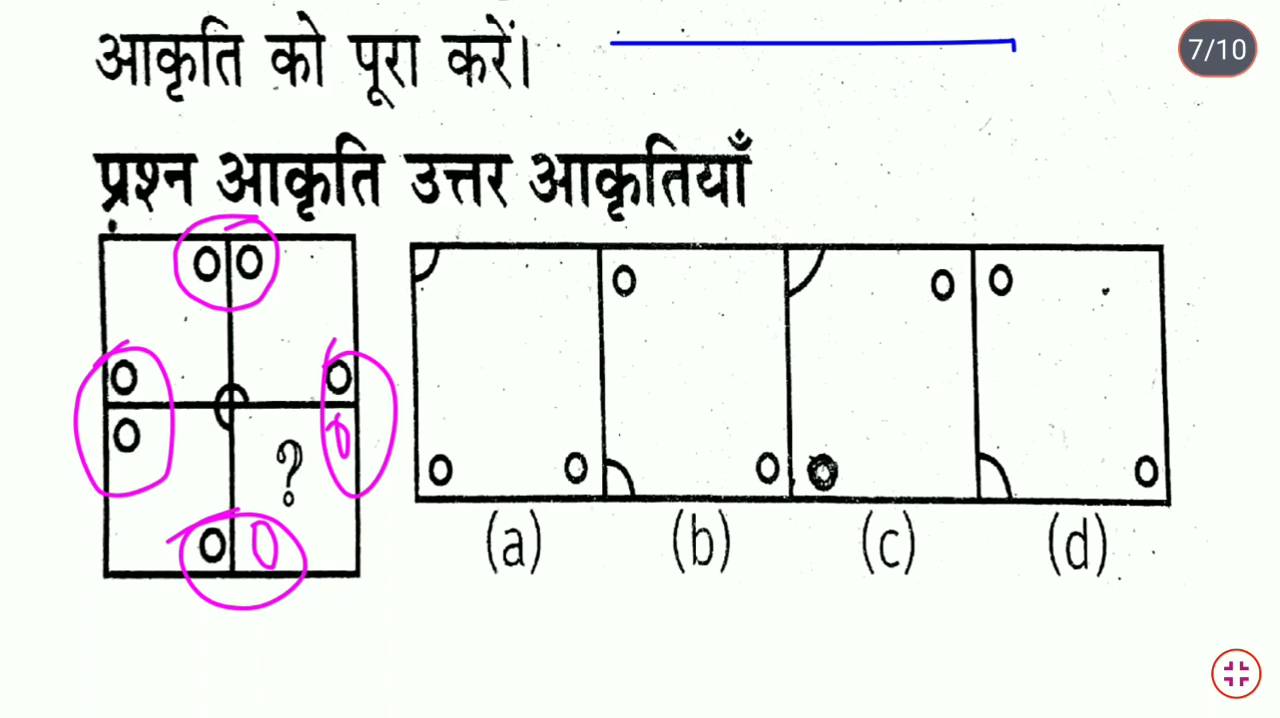 आकृति को पूरा करें।
7/10
प्रश्न आकृति उत्तर आकृतियाँ
?
(a) (b) (c) (d)